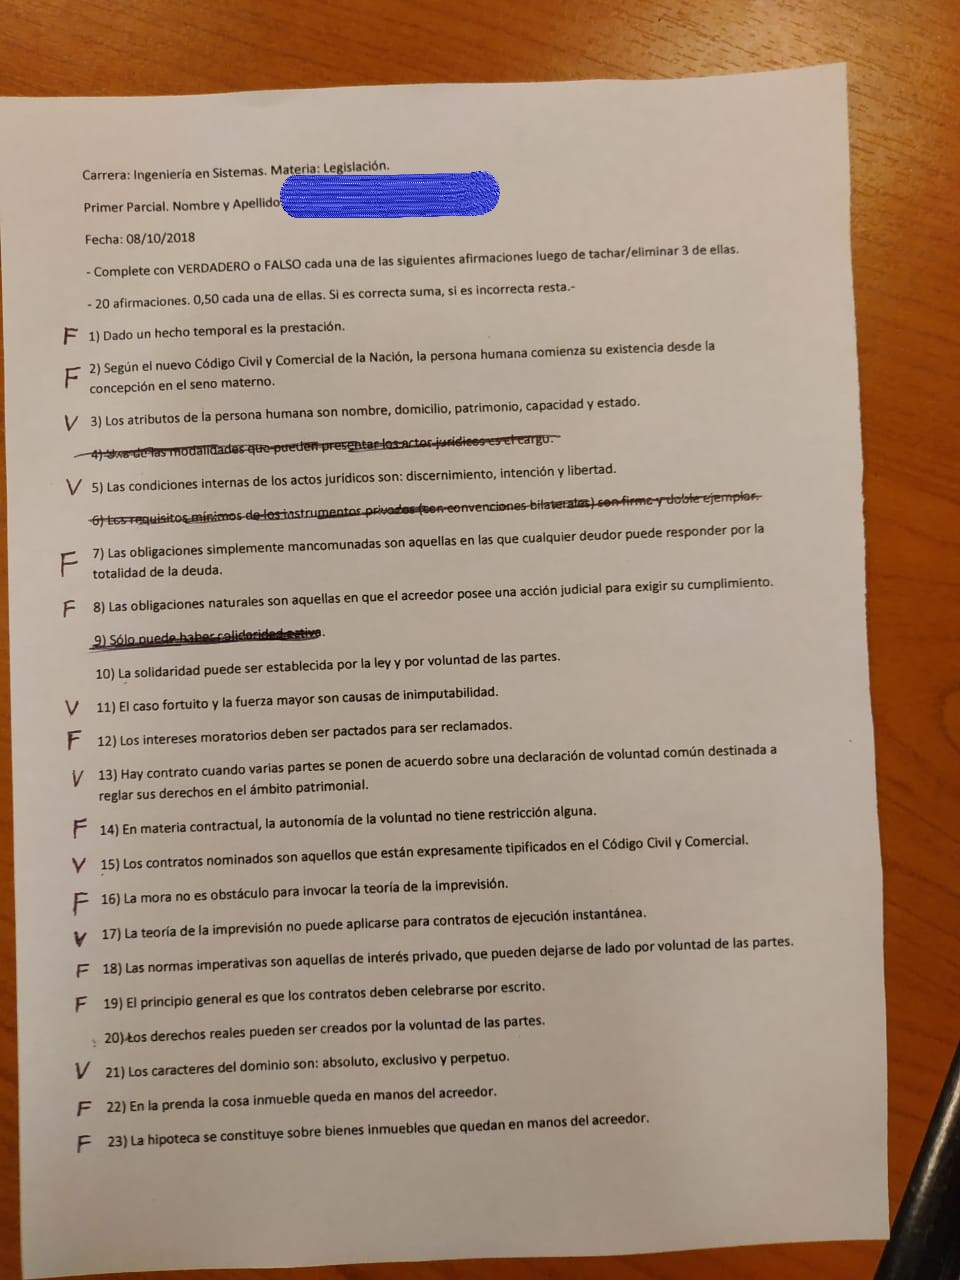 Carrera: Ingeniería en Sistemas. Materia: Legislación.
Primer Parcial. Nombre y Apellido
Fecha: 08/10/2018
- Complete con VERDADERO o FALSO cada una de las siguientes afirmaciones luego de tachar/eliminar 3 de ellas.
- 20 afirmaciones. 0,50 cada una de ellas. Si es correcta suma, si es incorrecta resta.-
F 1) Dado un hecho temporal es la prestación.
F 2) Según el nuevo Código Civil y Comercial de la Nación, la persona humana comienza su existencia desde la
concepción en el seno materno.
V 3) Los atributos de la persona humana son nombre, domicilio, patrimonio, capacidad y estado.
4) Una de las modalidades que pueden presentar los actor jurídicos es el cargo.
V 5) Las condiciones internas de los actos jurídicos son: discernimiento, intención y libertad.
6) Los requisitos mínimos de los instrumentos privados (con convenciones bilaterales) son firma y doble ejemplar.
F 7) Las obligaciones simplemente mancomunadas son aquellas en las que cualquier deudor puede responder por la
totalidad de la deuda.
F 8) Las obligaciones naturales son aquellas en que el acreedor posee una acción judicial para exigir su cumplimiento.
9) Sólo puede haber solidaridad activa.
10) La solidaridad puede ser establecida por la ley y por voluntad de las partes.
V 11) El caso fortuito y la fuerza mayor son causas de inimputabilidad.
F 12) Los intereses moratorios deben ser pactados para ser reclamados.
V 13) Hay contrato cuando varias partes se ponen de acuerdo sobre una declaración de voluntad común destinada a
reglar sus derechos en el ámbito patrimonial.
F 14) En materia contractual, la autonomía de la voluntad no tiene restricción alguna.
V 15) Los contratos nominados son aquellos que están expresamente tipificados en el Código Civil y Comercial.
F 16) La mora no es obstáculo para invocar la teoría de la imprevisión.
V 17) La teoría de la imprevisión no puede aplicarse para contratos de ejecución instantánea.
F 18) Las normas imperativas son aquellas de interés privado, que pueden dejarse de lado por voluntad de las partes.
F 19) El principio general es que los contratos deben celebrarse por escrito.
20) Los derechos reales pueden ser creados por la voluntad de las partes.
V 21) Los caracteres del dominio son: absoluto, exclusivo y perpetuo.
F 22) En la prenda la cosa inmueble queda en manos del acreedor.
F 23) La hipoteca se constituye sobre bienes inmuebles que quedan en manos del acreedor.